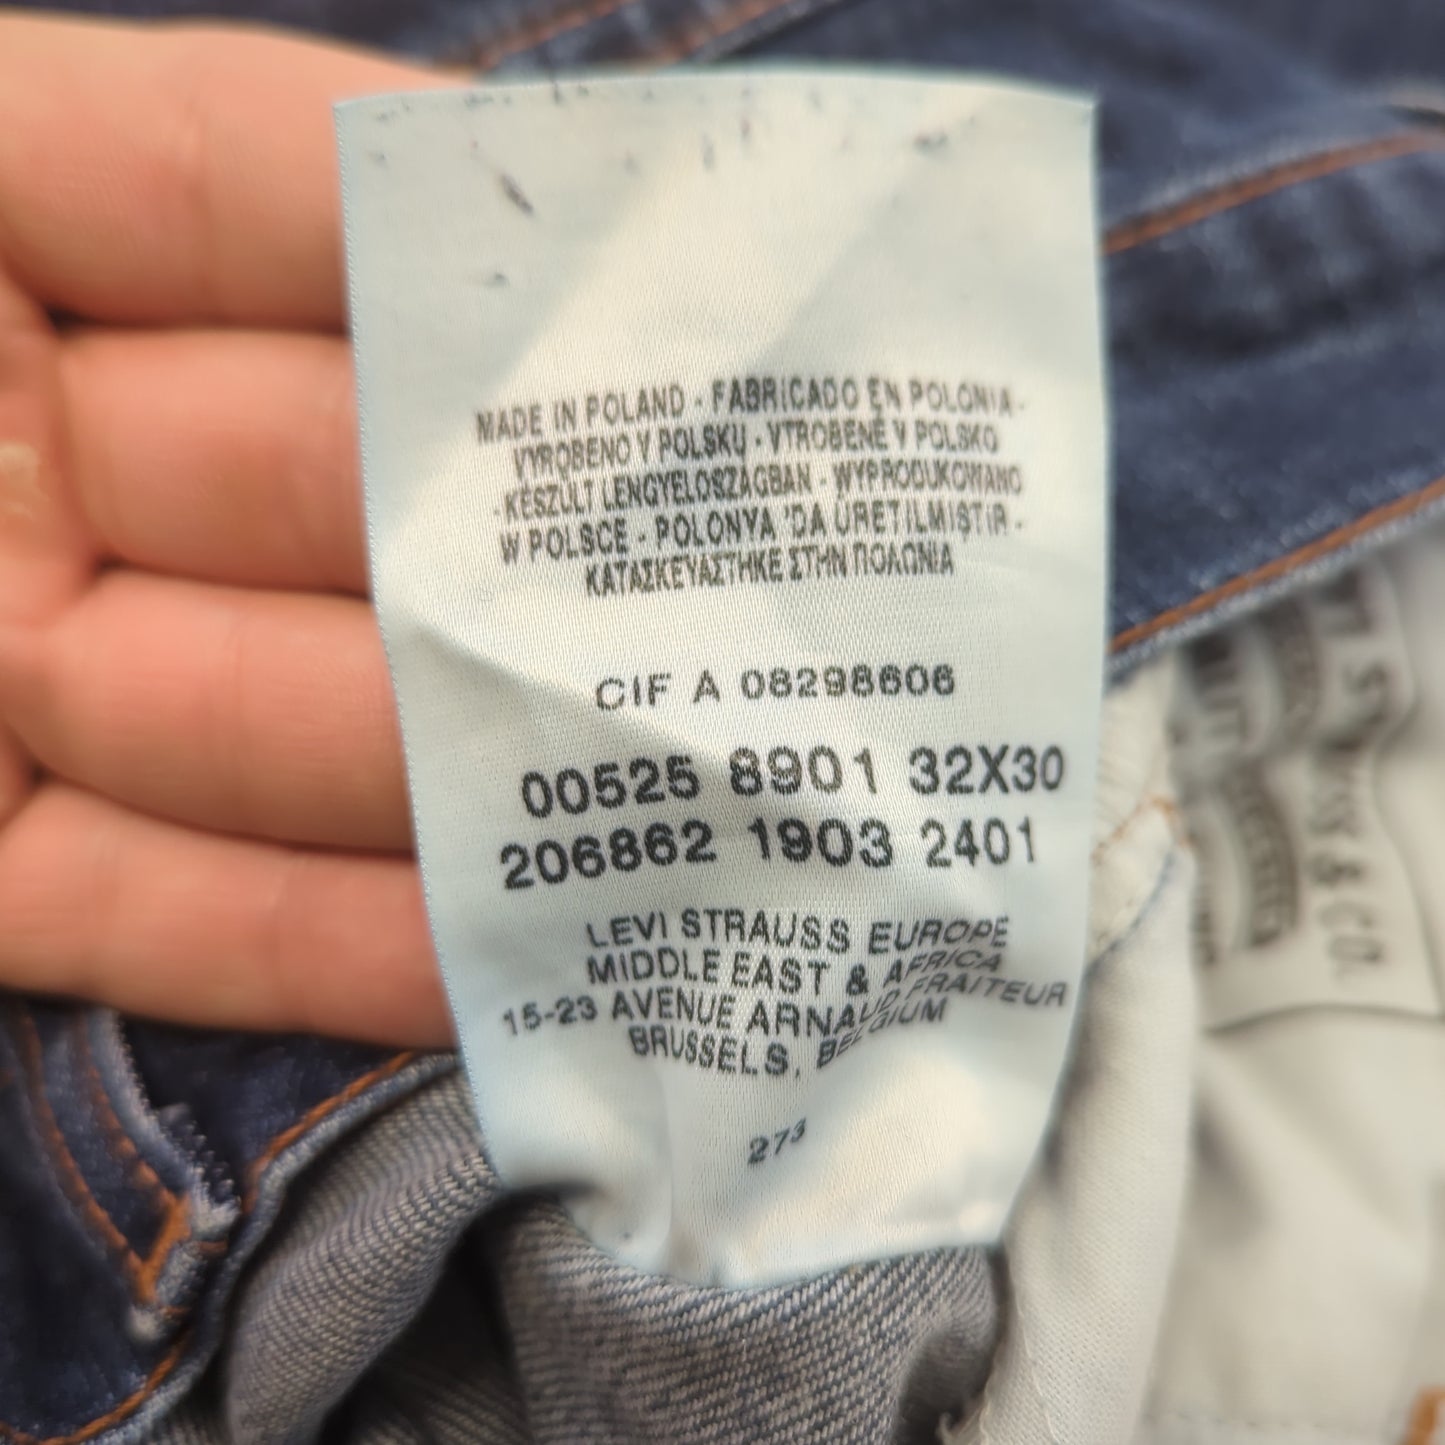 MADE IN POLAND - FABRICADO EN POLONIA -
VYROBENO V POLSKU - VTROBENÉ V POLSKO
- KÉSZÜLT LENGYELOSZÁGBAN - WYPRODUKOWANO
W POLSCE - POLONYA 'DA ÜRETILMIŞTIR -
ΚΑΤΑΣΚΕΥΑΣΤΗΚΕ ΣΤΗΝ ΠΟΛΩΝΙΑ
CIF A 08298606
00525 8901 32X30
206862 1903 2401
LEVI STRAUSS EUROPE
MIDDLE EAST & AFRICA
15-23 AVENUE ARNAUD FRAITEUR
BRUSSELS, BELGIUM
273
& CO.